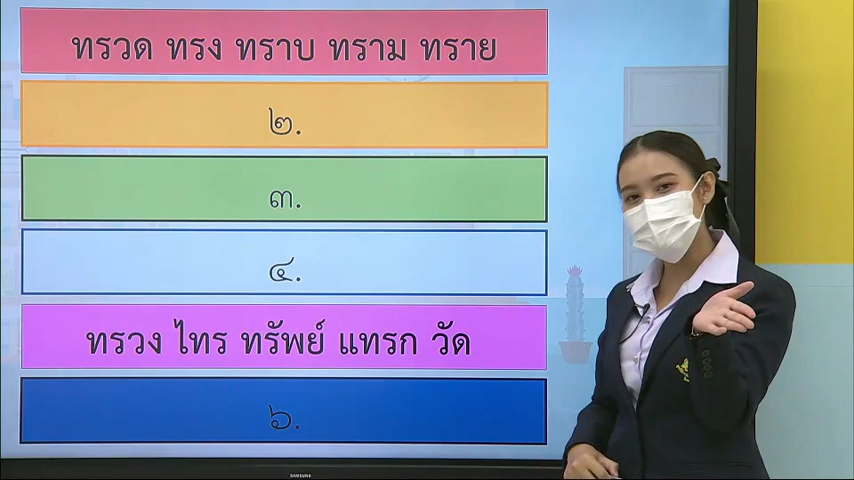 ทรวด ทรง ทราบ ทราม ทราย
๒.
๓.
๔.
ทรวง ไทร ทรัพย์ แทรก วัด
๖.
SAMSUNG